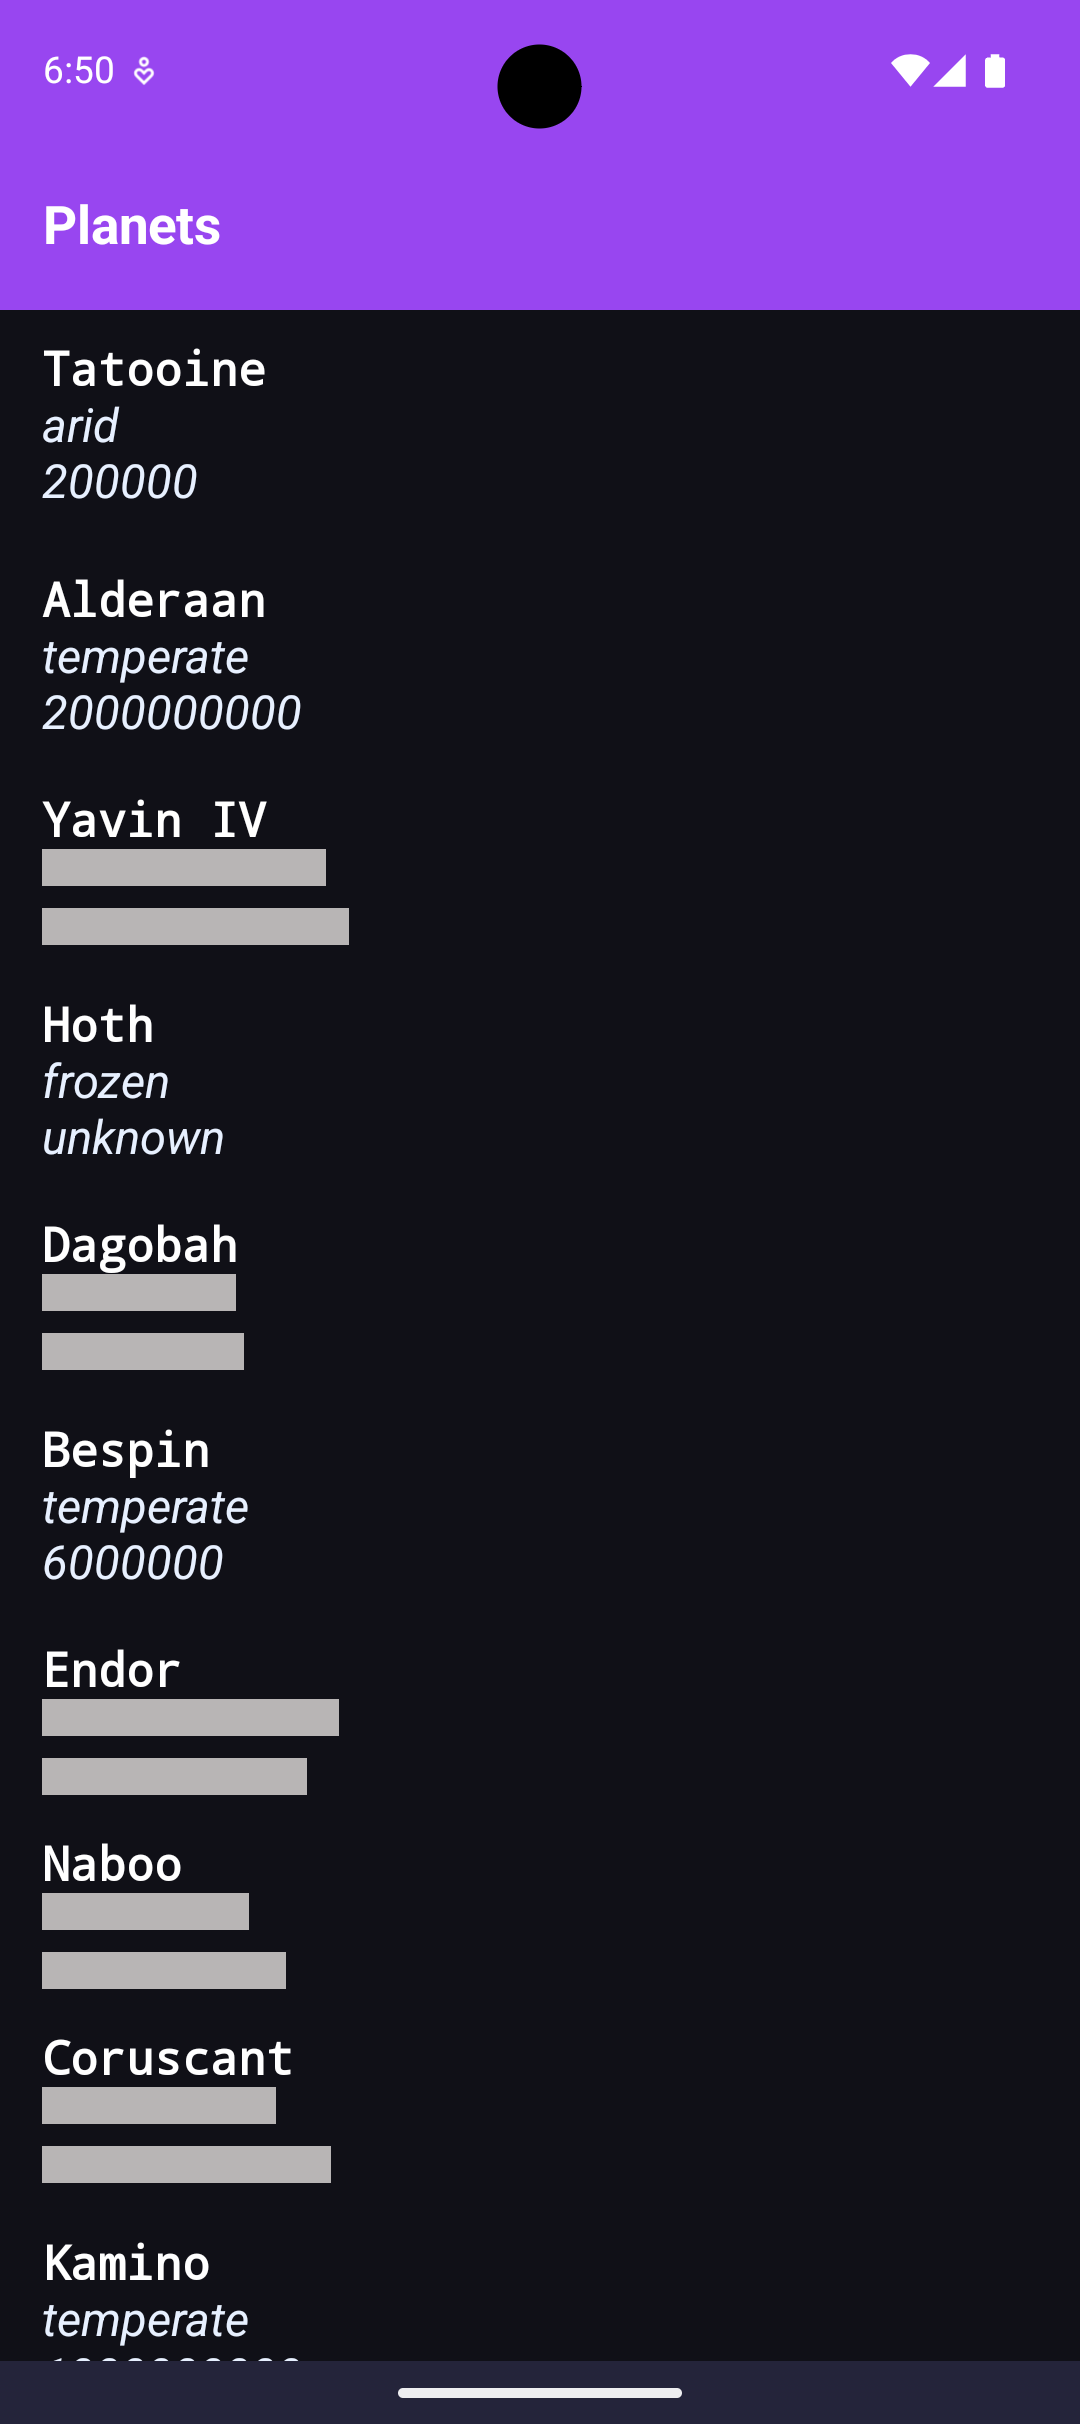 6:50
Planets
Tatooine
arid
200000
Alderaan
temperate
2000000000
Yavin IV
Hoth
frozen
unknown
Dagobah
Bespin
temperate
6000000
Endor
Naboo
Coruscant
Kamino
temperate